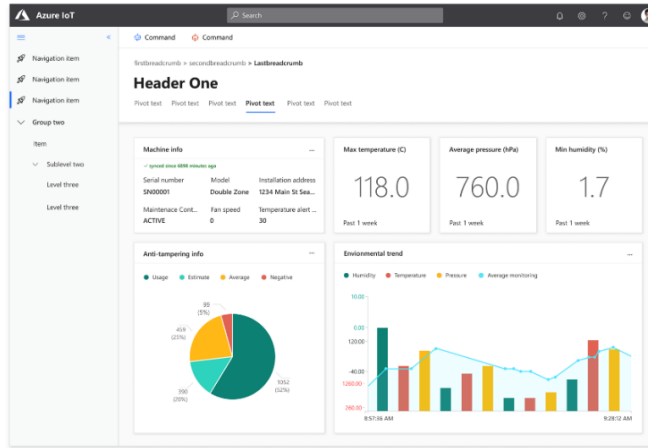 Azure IoT
Search
Command Command
Navigation item
Navigation item
Navigation item
Group two
Item
Sublevel two
Level three
Level three
firstbreadcrumb > secondbreadcrumb > Lastbreadcrumb
Header One
Pivot text Pivot text Pivot text Pivot text Pivot text Pivot text
Machine info ...
✓ synced since 6999 minutes ago
Serial number Model Installation address
SN00001 Double Zone 1234 Main St Sea...
Maintenace Cont... Fan speed Temperature alert ...
ACTIVE 0 30
Max temperature (C)
118.0
Past 1 week
Average pressure (hPa)
760.0
Past 1 week
Min humidity (%)
1.7
Past 1 week
Anti-tampering info ...
Usage Estimate Average Negative
99
(5%)
459
(23%)
(20%)
1052
(52%)
Envionmental trend ...
Humidity Temperature Pressure Average monitoring
10.00
0.00
120.00
-40.00
1260.00
260.00
8:57:36 AM 9:28:12 AM